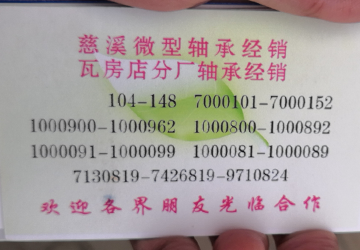 慈溪微型轴承经销
瓦房店分厂轴承经销
104-148 7000101-7000152
1000900-1000962 1000800-1000892
1000091-1000099 1000081-1000089
7130819-7426819-9710824
欢迎各界朋友光临合作